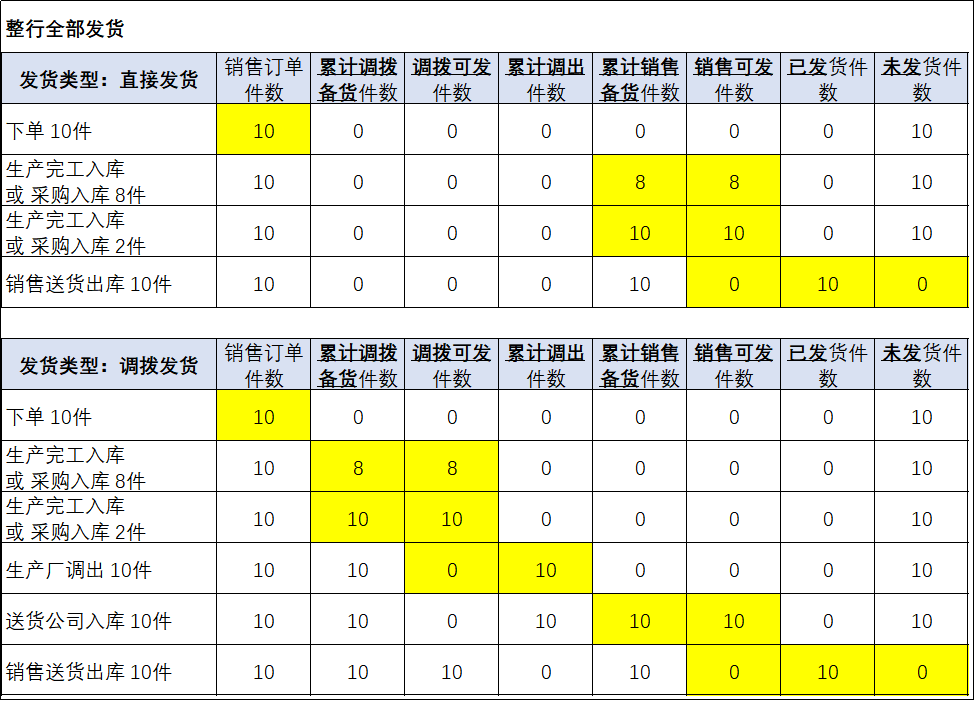 整行全部发货
发货类型：直接发货 销售订单件数 累计调拨备货件数 调拨可发件数 累计调出件数 累计销售备货件数 销售可发件数 已发货件数 未发货件数
下单 10件 10 0 0 0 0 0 0 10
生产完工入库
或 采购入库 8件 10 0 0 0 8 8 0 10
生产完工入库
或 采购入库 2件 10 0 0 0 10 10 0 10
销售送货出库 10件 10 0 0 0 10 0 10 0
发货类型：调拨发货 销售订单件数 累计调拨备货件数 调拨可发件数 累计调出件数 累计销售备货件数 销售可发件数 已发货件数 未发货件数
下单 10件 10 0 0 0 0 0 0 10
生产完工入库
或 采购入库 8件 10 8 8 0 0 0 0 10
生产完工入库
或 采购入库 2件 10 10 10 0 0 0 0 10
生产厂调出 10件 10 10 0 10 0 0 0 10
送货公司入库 10件 10 10 0 10 10 10 0 10
销售送货出库 10件 10 10 10 0 10 0 10 0